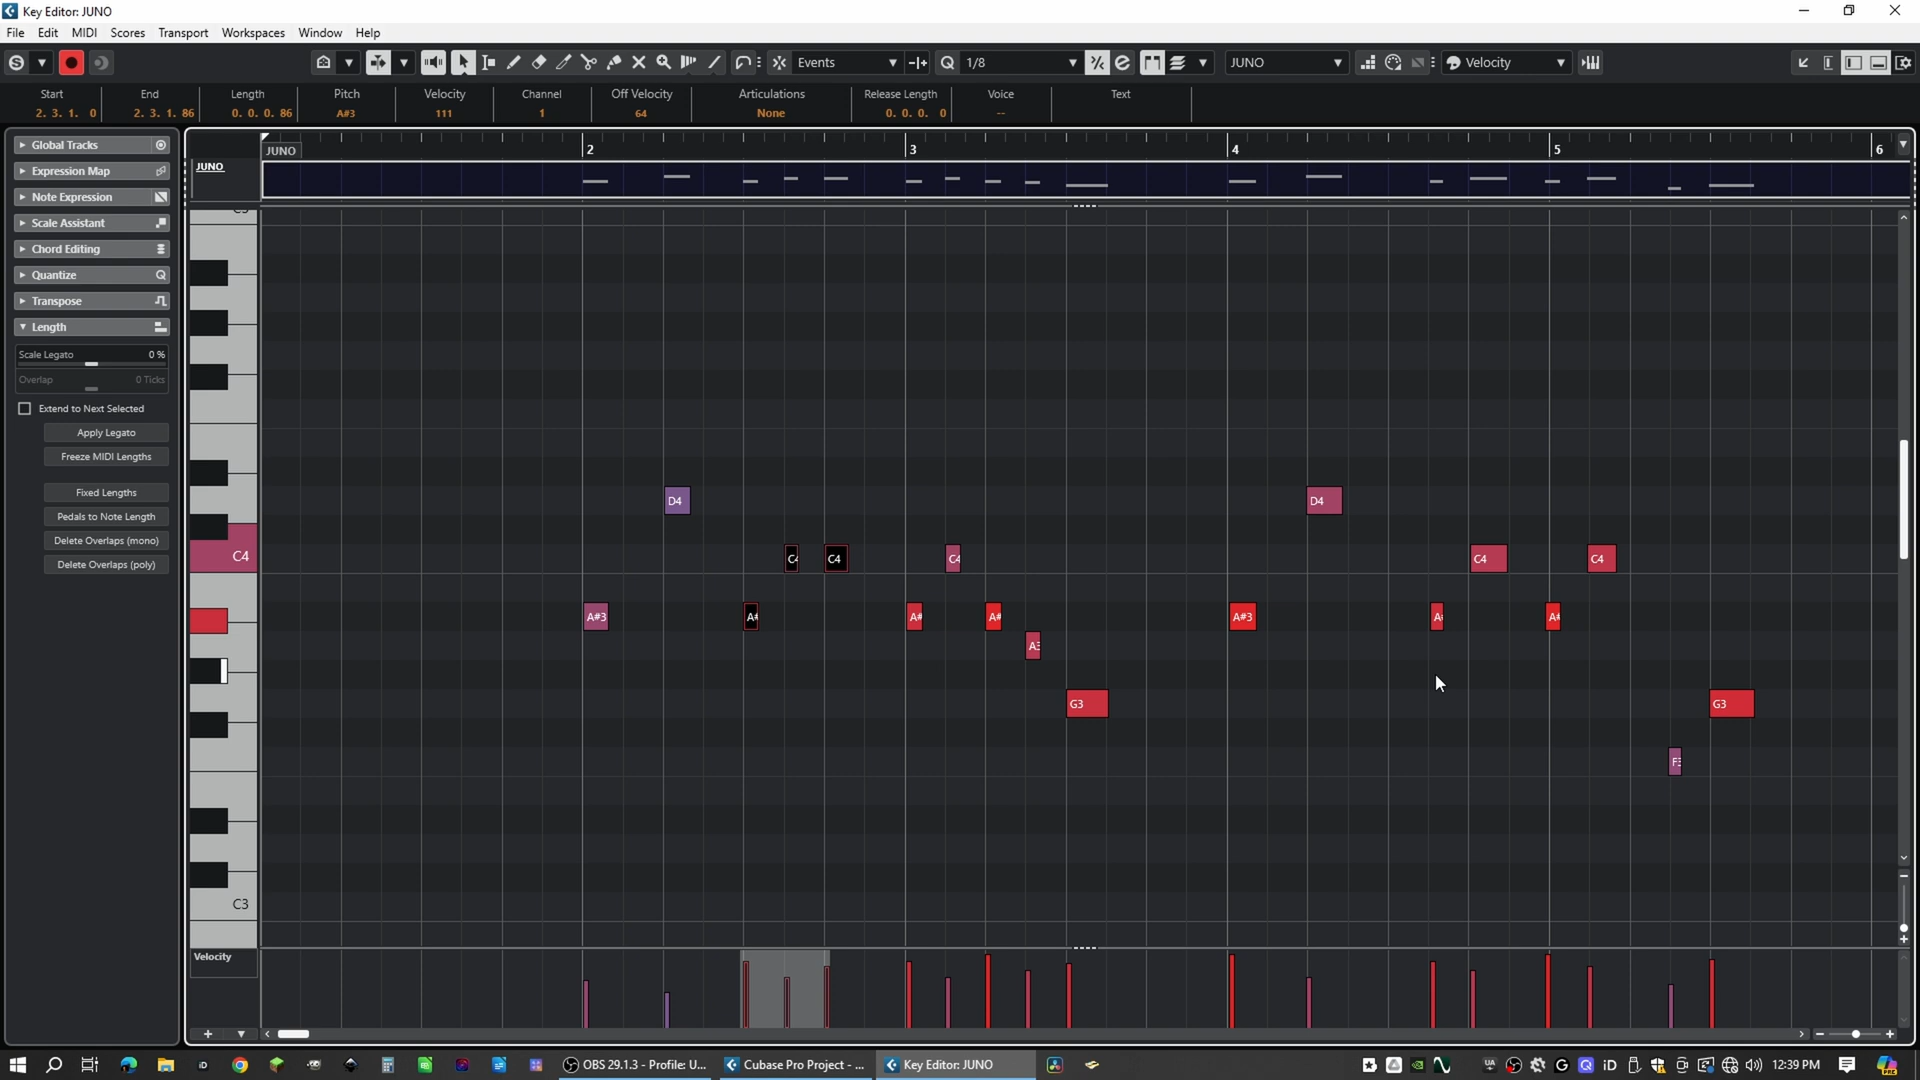 Key Editor: JUNO
File Edit MIDI Scores Transport Workspaces Window Help
Events 1/8 JUNO Velocity
Start End Length Pitch Velocity Channel Off Velocity Articulations Release Length Voice Text
2. 3. 1. 0 2. 3. 1. 86 0. 0. 0. 86 A#3 111 1 64 None 0. 0. 0. 0 --
Global Tracks
Expression Map
Note Expression
Scale Assistant
Chord Editing
Quantize
Transpose
Length
Scale Legato 0 %
Overlap 0 Ticks
Extend to Next Selected
Apply Legato
Freeze MIDI Lengths
Fixed Lengths
Pedals to Note Length
Delete Overlaps (mono)
Delete Overlaps (poly)
JUNO 2 3 4 5 6
JUNO
D4 D4
C4 C4 C4 C4 C4 C4
A#3 A# A# A# A#3 A# A#
A3
G3 G3
F3
C3
Velocity
OBS 29.1.3 - Profile: U... Cubase Pro Project - ... Key Editor: JUNO 12:39 PM